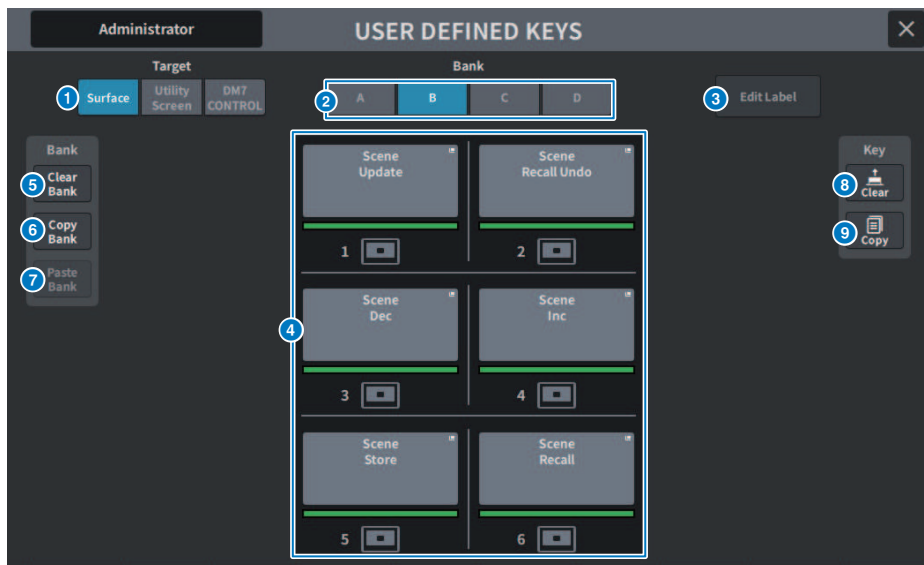 Administrator
USER DEFINED KEYS
Target
Bank
1
Surface
Utility
Screen
DM7
CONTROL
2
A
B
C
D
3
Edit Label
Bank
5
Clear
Bank
6
Copy
Bank
7
Paste
Bank
4
Scene
Update
Scene
Recall Undo
1
2
Scene
Dec
Scene
Inc
3
4
Scene
Store
Scene
Recall
5
6
Key
8
Clear
9
Copy